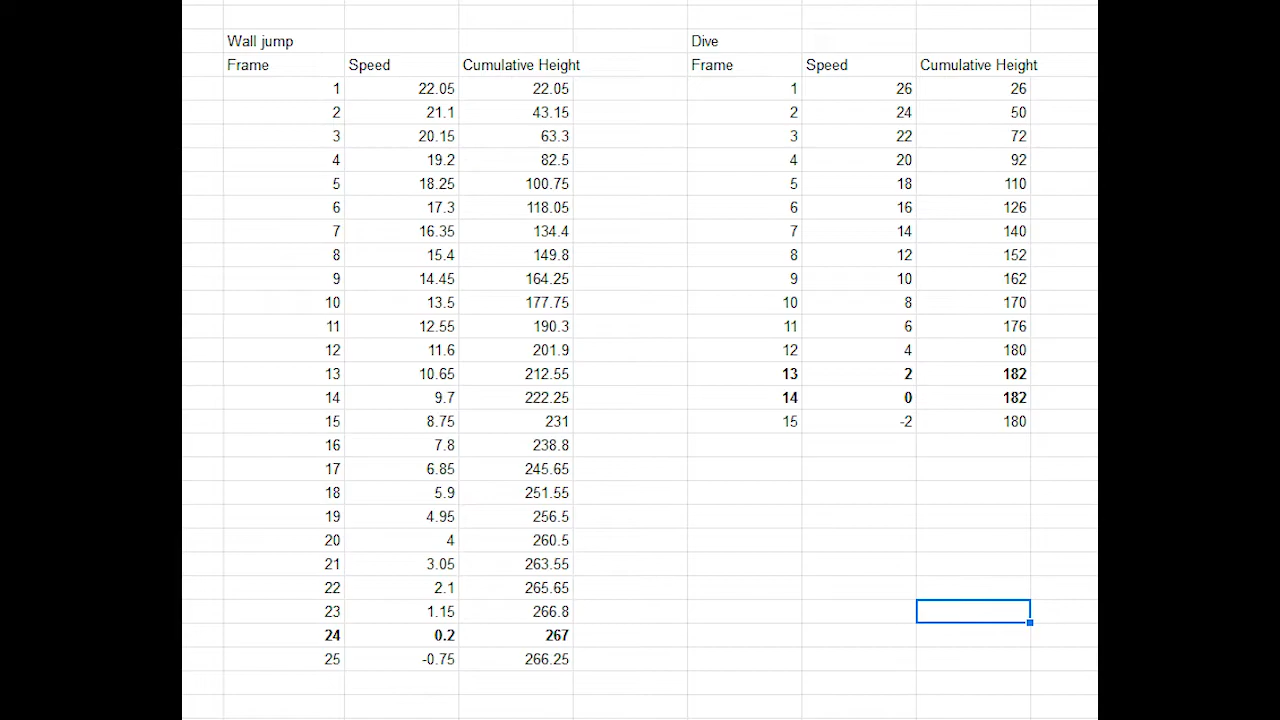 Wall jump Dive
Frame Speed Cumulative Height Frame Speed Cumulative Height
1 22.05 22.05 1 26 26
2 21.1 43.15 2 24 50
3 20.15 63.3 3 22 72
4 19.2 82.5 4 20 92
5 18.25 100.75 5 18 110
6 17.3 118.05 6 16 126
7 16.35 134.4 7 14 140
8 15.4 149.8 8 12 152
9 14.45 164.25 9 10 162
10 13.5 177.75 10 8 170
11 12.55 190.3 11 6 176
12 11.6 201.9 12 4 180
13 10.65 212.55 13 2 182
14 9.7 222.25 14 0 182
15 8.75 231 15 -2 180
16 7.8 238.8
17 6.85 245.65
18 5.9 251.55
19 4.95 256.5
20 4 260.5
21 3.05 263.55
22 2.1 265.65
23 1.15 266.8
24 0.2 267
25 -0.75 266.25